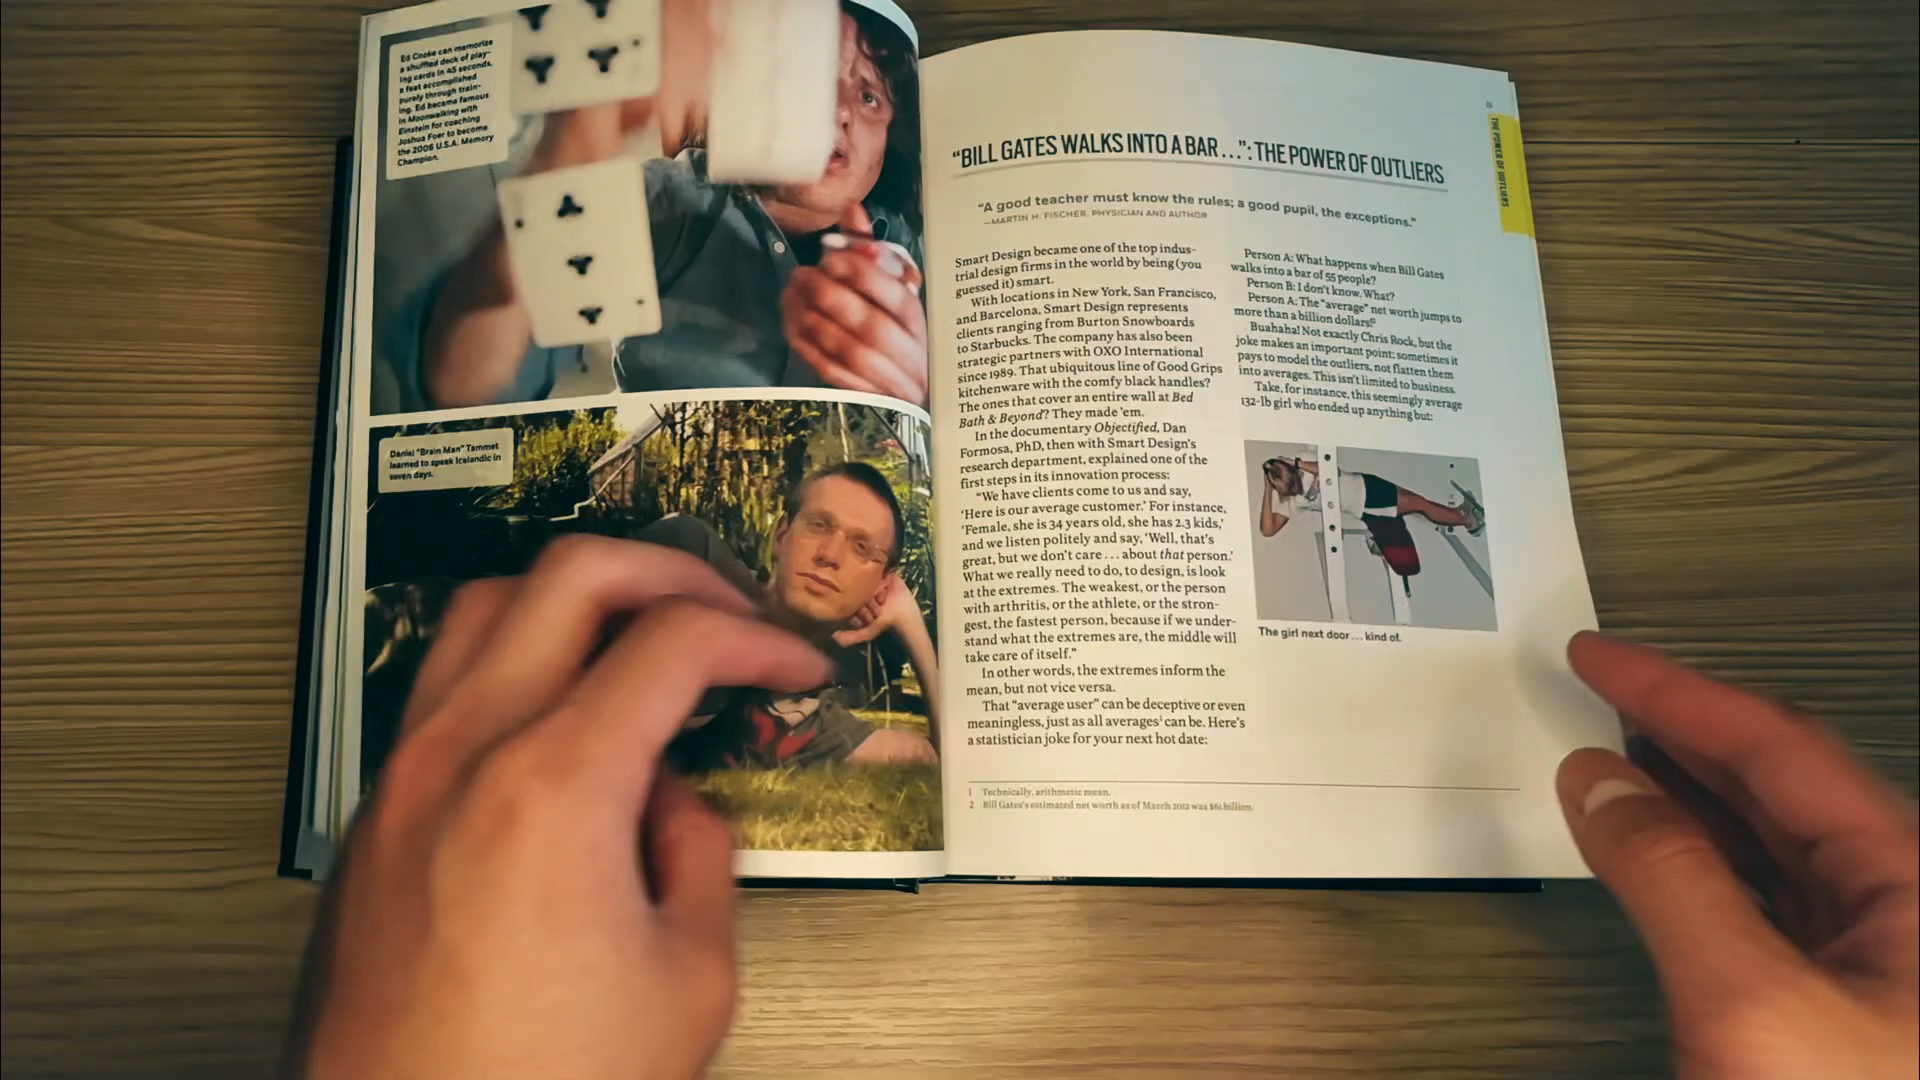 Ed Cooke can memorize
a shuffled deck of play-
ing cards in 45 seconds,
a feat accomplished
purely through train-
ing. Ed became famous
in Moonwalking with
Einstein for coaching
Joshua Foer to become
the 2006 U.S.A. Memory
Champion.
Daniel "Brain Man" Tammet
learned to speak Icelandic in
seven days.
"BILL GATES WALKS INTO A BAR...": THE POWER OF OUTLIERS
"A good teacher must know the rules; a good pupil, the exceptions."
—MARTIN H. FISCHER, PHYSICIAN AND AUTHOR
Smart Design became one of the top indus-
trial design firms in the world by being (you
guessed it) smart.
With locations in New York, San Francisco,
and Barcelona, Smart Design represents
clients ranging from Burton Snowboards
to Starbucks. The company has also been
strategic partners with OXO International
since 1989. That ubiquitous line of Good Grips
kitchenware with the comfy black handles?
The ones that cover an entire wall at Bed
Bath & Beyond? They made 'em.
In the documentary Objectified, Dan
Formosa, PhD, then with Smart Design's
research department, explained one of the
first steps in its innovation process:
"We have clients come to us and say,
'Here is our average customer.' For instance,
'Female, she is 34 years old, she has 2.3 kids,'
and we listen politely and say, 'Well, that's
great, but we don't care . . . about that person.'
What we really need to do, to design, is look
at the extremes. The weakest, or the person
with arthritis, or the athlete, or the stron-
gest, the fastest person, because if we under-
stand what the extremes are, the middle will
take care of itself."
In other words, the extremes inform the
mean, but not vice versa.
That "average user" can be deceptive or even
meaningless, just as all averages¹ can be. Here's
a statistician joke for your next hot date:
Person A: What happens when Bill Gates
walks into a bar of 55 people?
Person B: I don't know. What?
Person A: The "average" net worth jumps to
more than a billion dollars!²
Buahaha! Not exactly Chris Rock, but the
joke makes an important point: sometimes it
pays to model the outliers, not flatten them
into averages. This isn't limited to business.
Take, for instance, this seemingly average
132-lb girl who ended up anything but:
The girl next door . . . kind of.
1 Technically, arithmetic mean.
2 Bill Gates's estimated net worth as of March 2012 was $61 billion.
THE POWER OF OUTLIERS